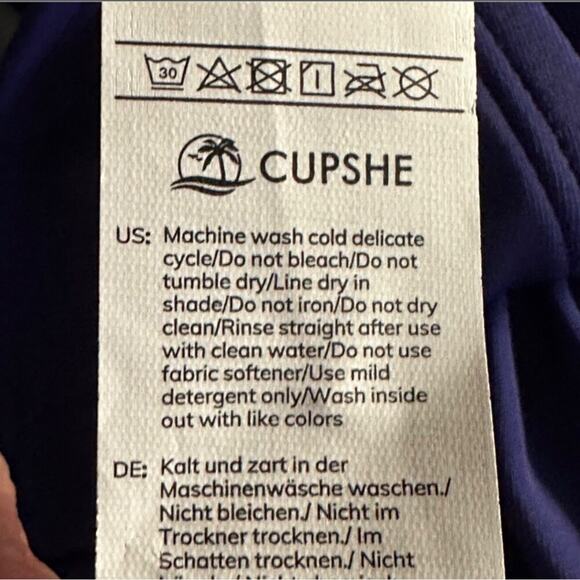 30
CUPSHE
US: Machine wash cold delicate
cycle/Do not bleach/Do not
tumble dry/Line dry in
shade/Do not iron/Do not dry
clean/Rinse straight after use
with clean water/Do not use
fabric softener/Use mild
detergent only/Wash inside
out with like colors
DE: Kalt und zart in der
Maschinenwäsche waschen./
Nicht bleichen./ Nicht im
Trockner trocknen./ Im
Schatten trocknen./ Nicht